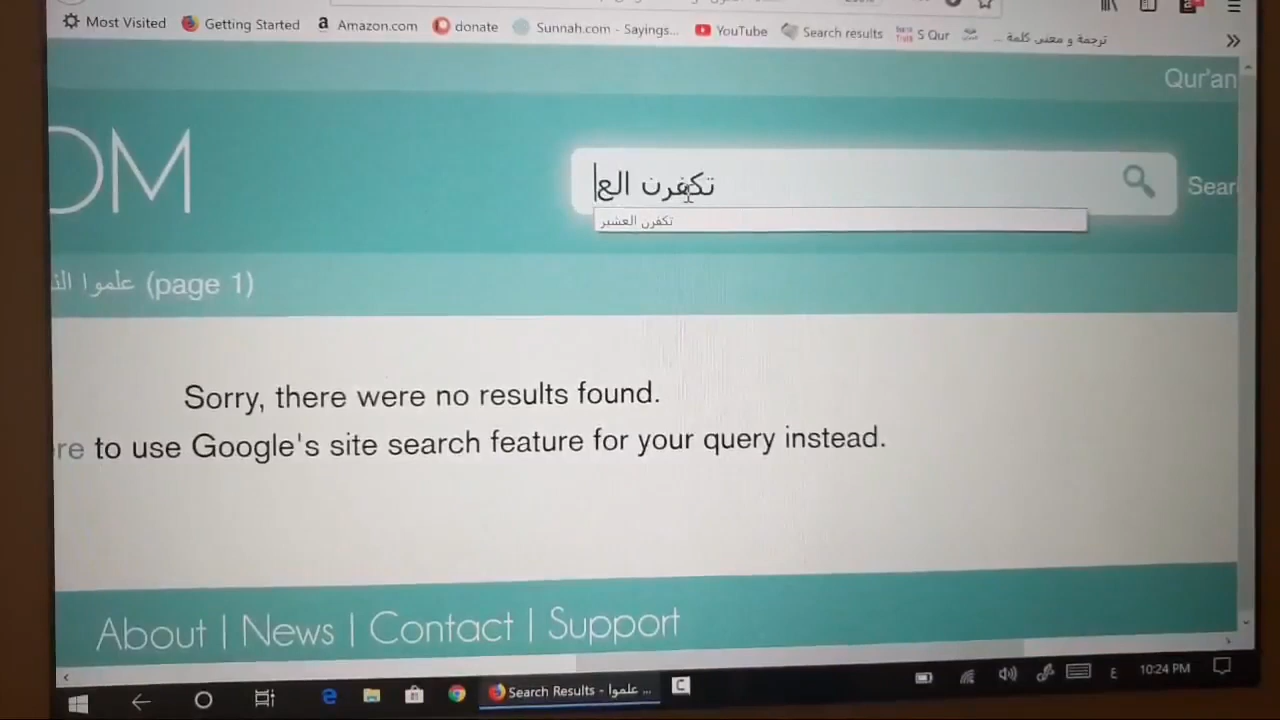 Most Visited Getting Started Amazon.com donate Sunnah.com - Sayings... YouTube Search results S Qur ترجمة و معنى كلمة ...
Qur'an
OM
تكفرن الع
Sear
تكفرن العشير
علموا (page 1)
Sorry, there were no results found.
re to use Google's site search feature for your query instead.
About | News | Contact | Support
Search Results - علموا ...
ع
10:24 PM